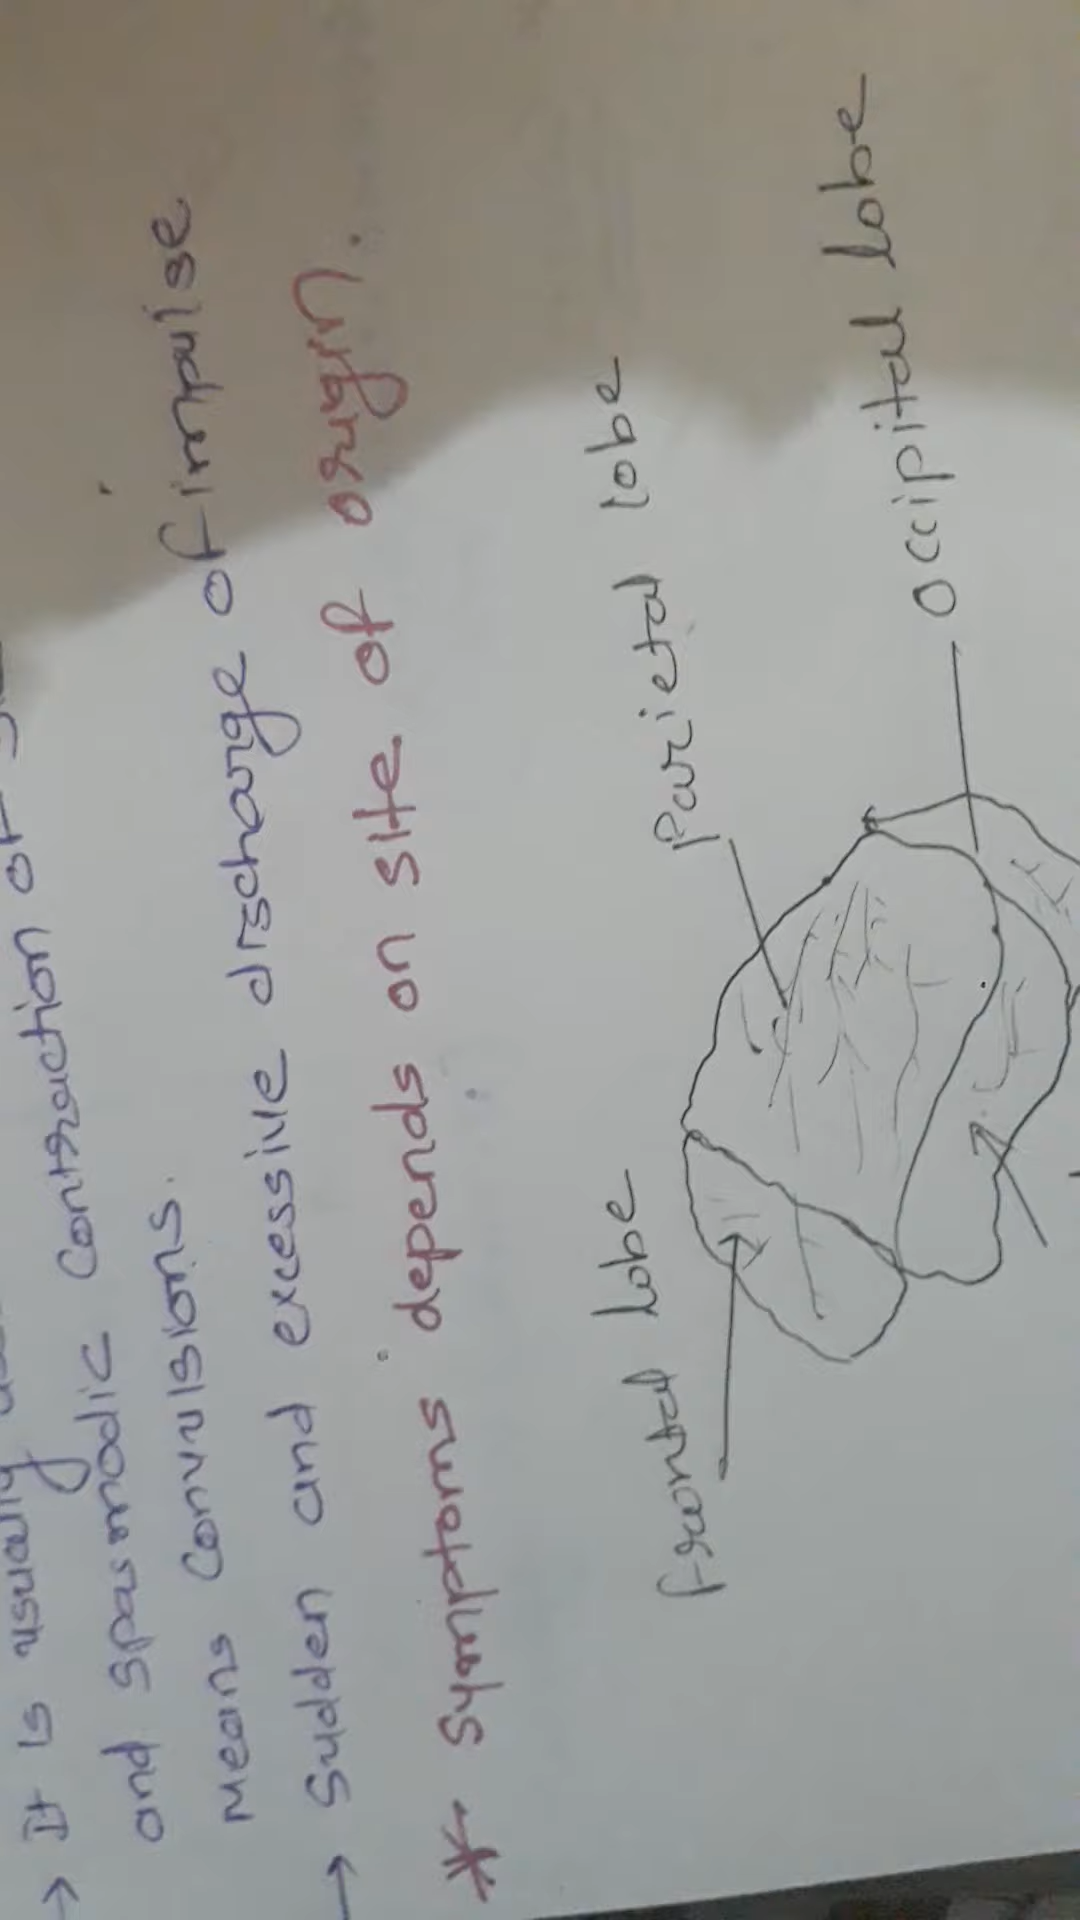 → It is usually
and spasmodic contraction of
means convulsions.
→ Sudden and excessive discharge of impulse
* Symptoms depends on site of origin.
Parietal lobe
frontal lobe
occipital lobe